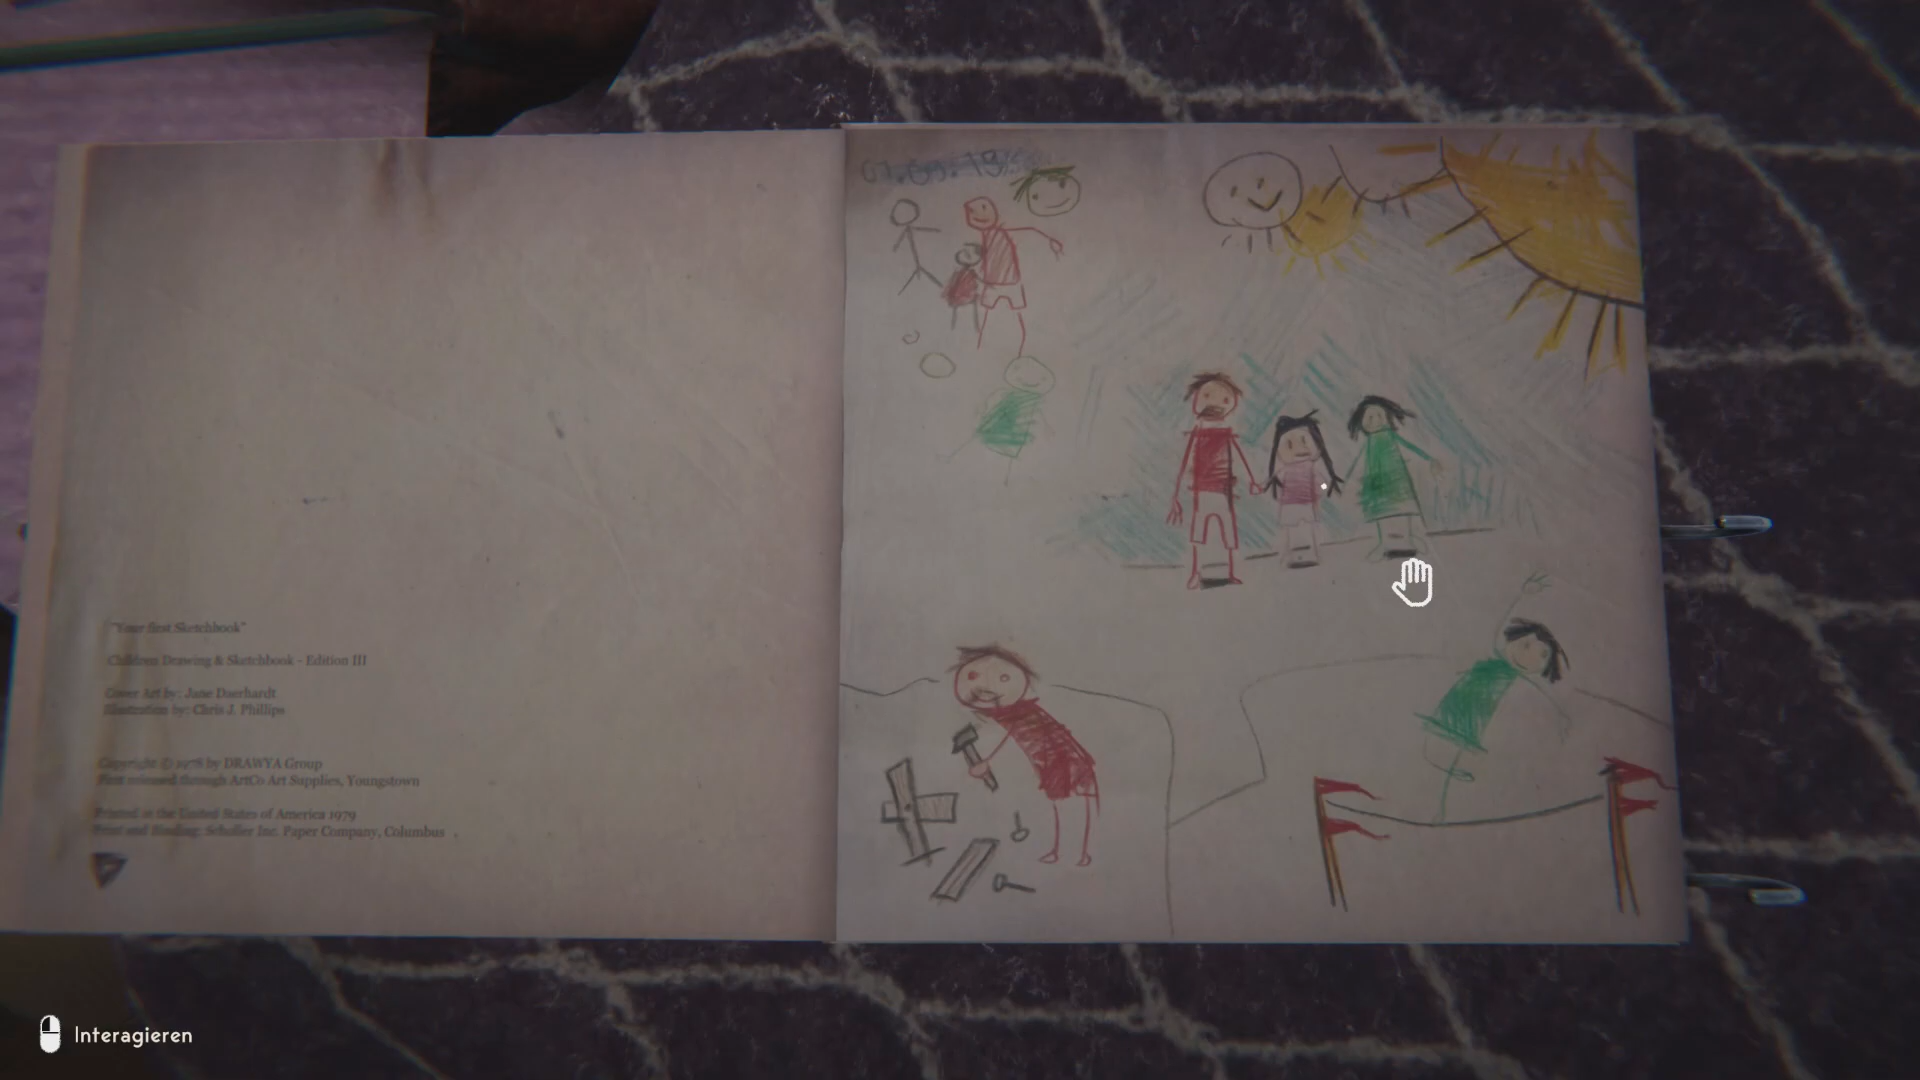 "Your first Sketchbook"
Children Drawing & Sketchbook - Edition III
Cover Art by: Jane Daerhardt
Illustration by: Chris J. Phillips
Copyright © 1978 by DRAWYA Group
First released through ArtCo Art Supplies, Youngstown
Printed in the United States of America 1979
Print and Binding: Scholler Inc. Paper Company, Columbus
Interagieren